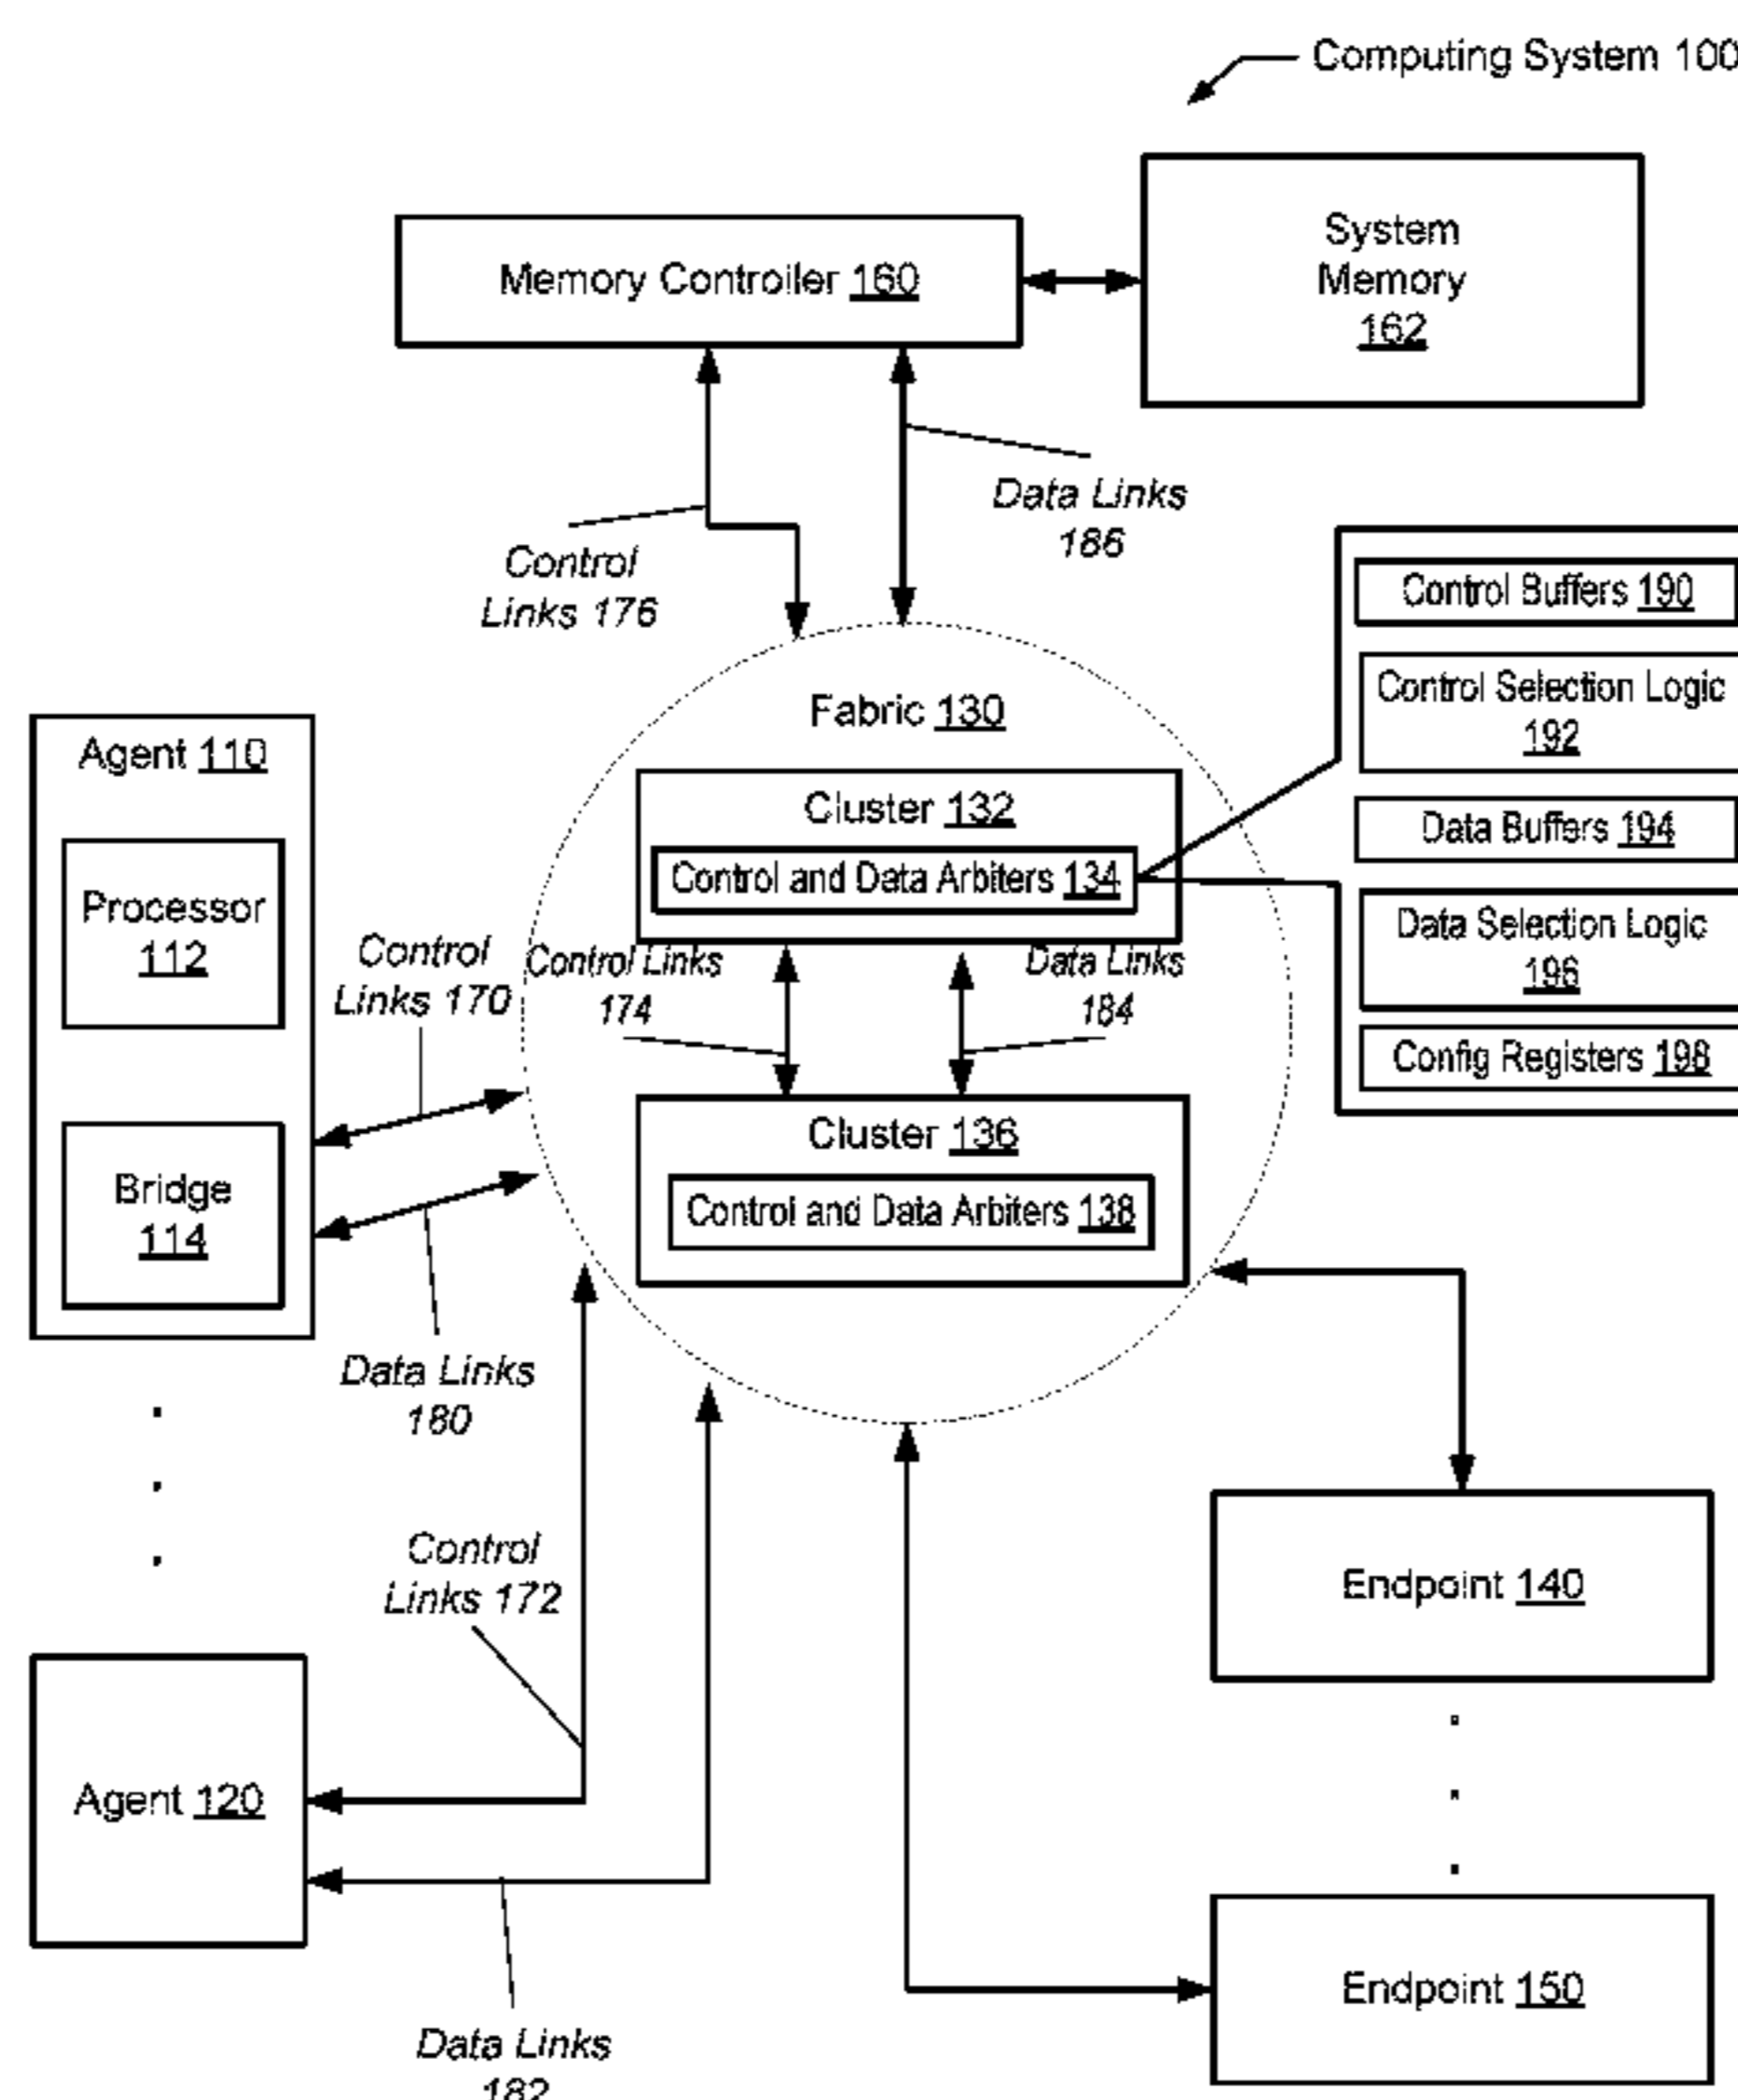 Computing System 100
System
Memory
162
Memory Controller 160
Data Links
186
Control
Links 176
Control Buffers 190
Control Selection Logic
192
Data Buffers 194
Data Selection Logic
196
Config Registers 198
Fabric 130
Cluster 132
Control and Data Arbiters 134
Control Links
174
Data Links
184
Cluster 136
Control and Data Arbiters 138
Agent 110
Processor
112
Bridge
114
Control
Links 170
Data Links
180
Control
Links 172
Agent 120
Data Links
182
Endpoint 140
Endpoint 150